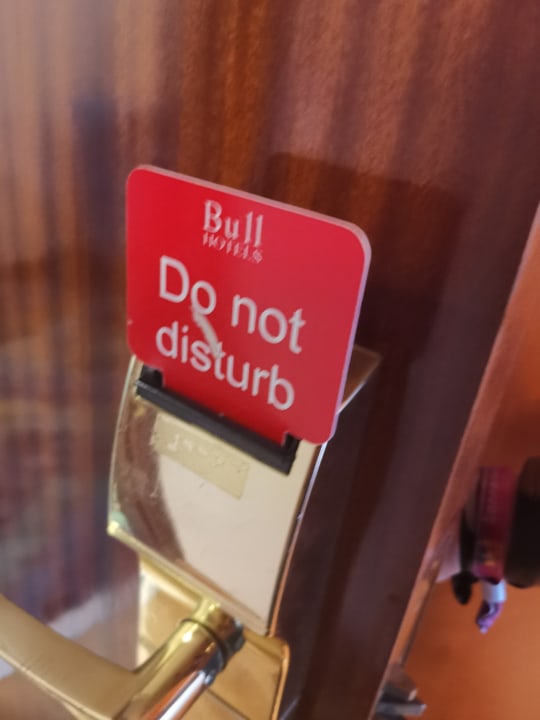 Bull
HOTELS
Do not
disturb